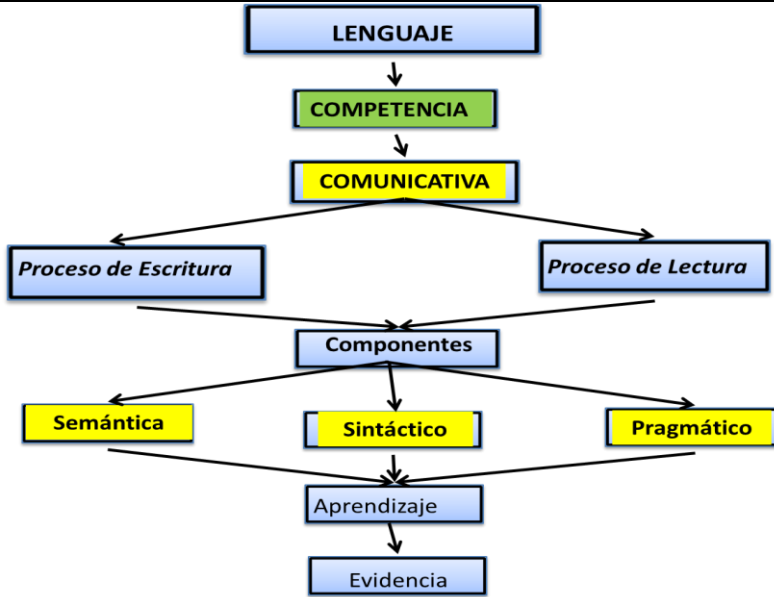 LENGUAJE
COMPETENCIA
COMUNICATIVA
Proceso de Escritura
Proceso de Lectura
Componentes
Semántica
Sintáctico
Pragmático
Aprendizaje
Evidencia